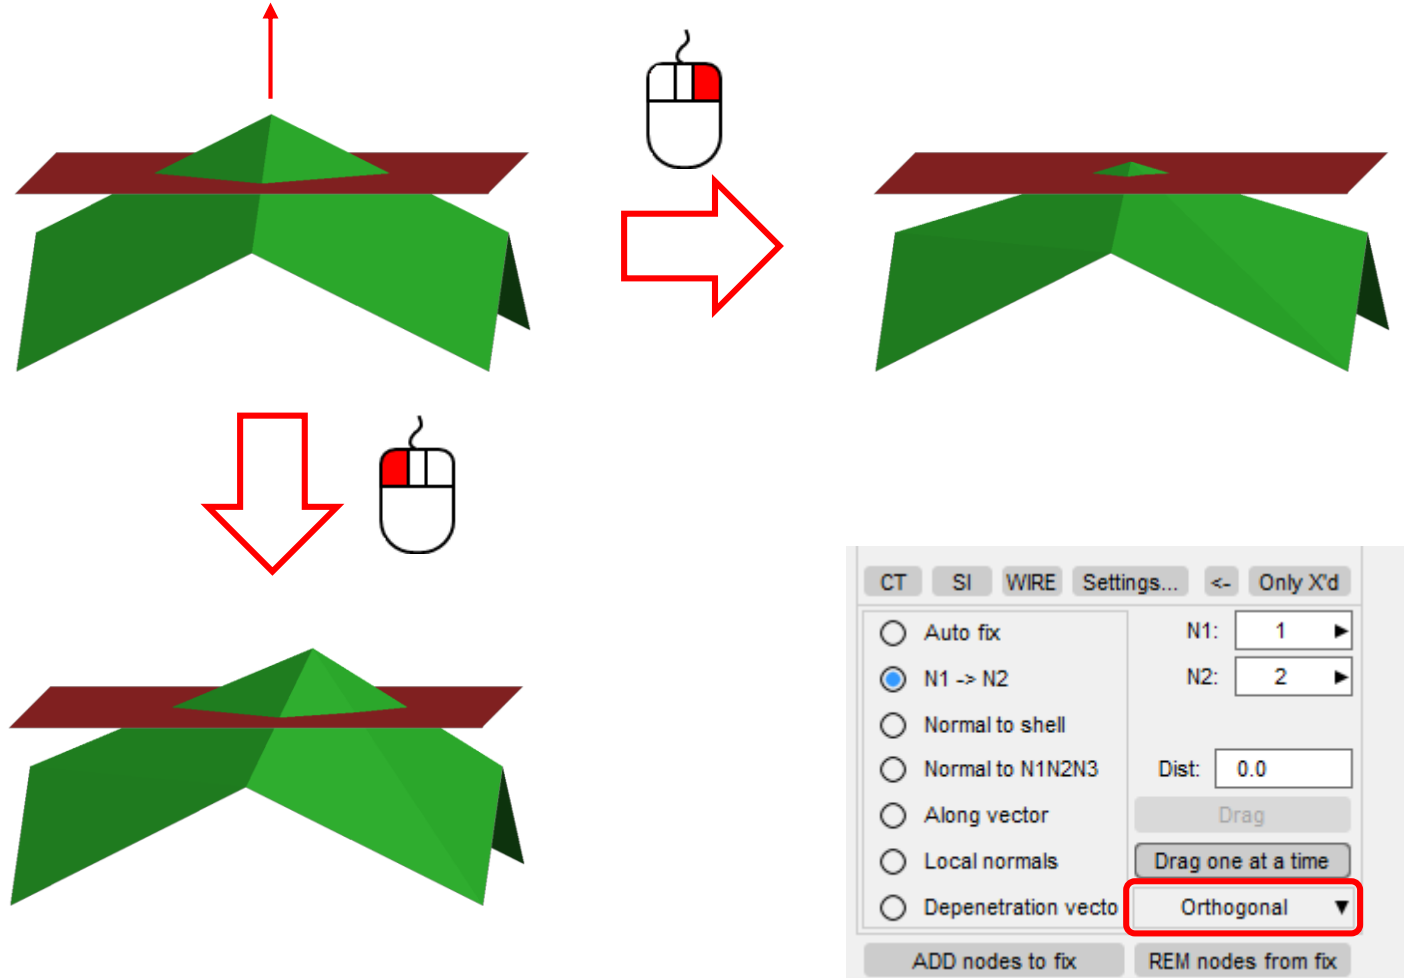 CT SI WIRE Settings... <- Only X'd
Auto fix N1: 1
N1 -> N2 N2: 2
Normal to shell
Normal to N1N2N3 Dist: 0.0
Along vector Drag
Local normals Drag one at a time
Depenetration vecto Orthogonal
ADD nodes to fix REM nodes from fix